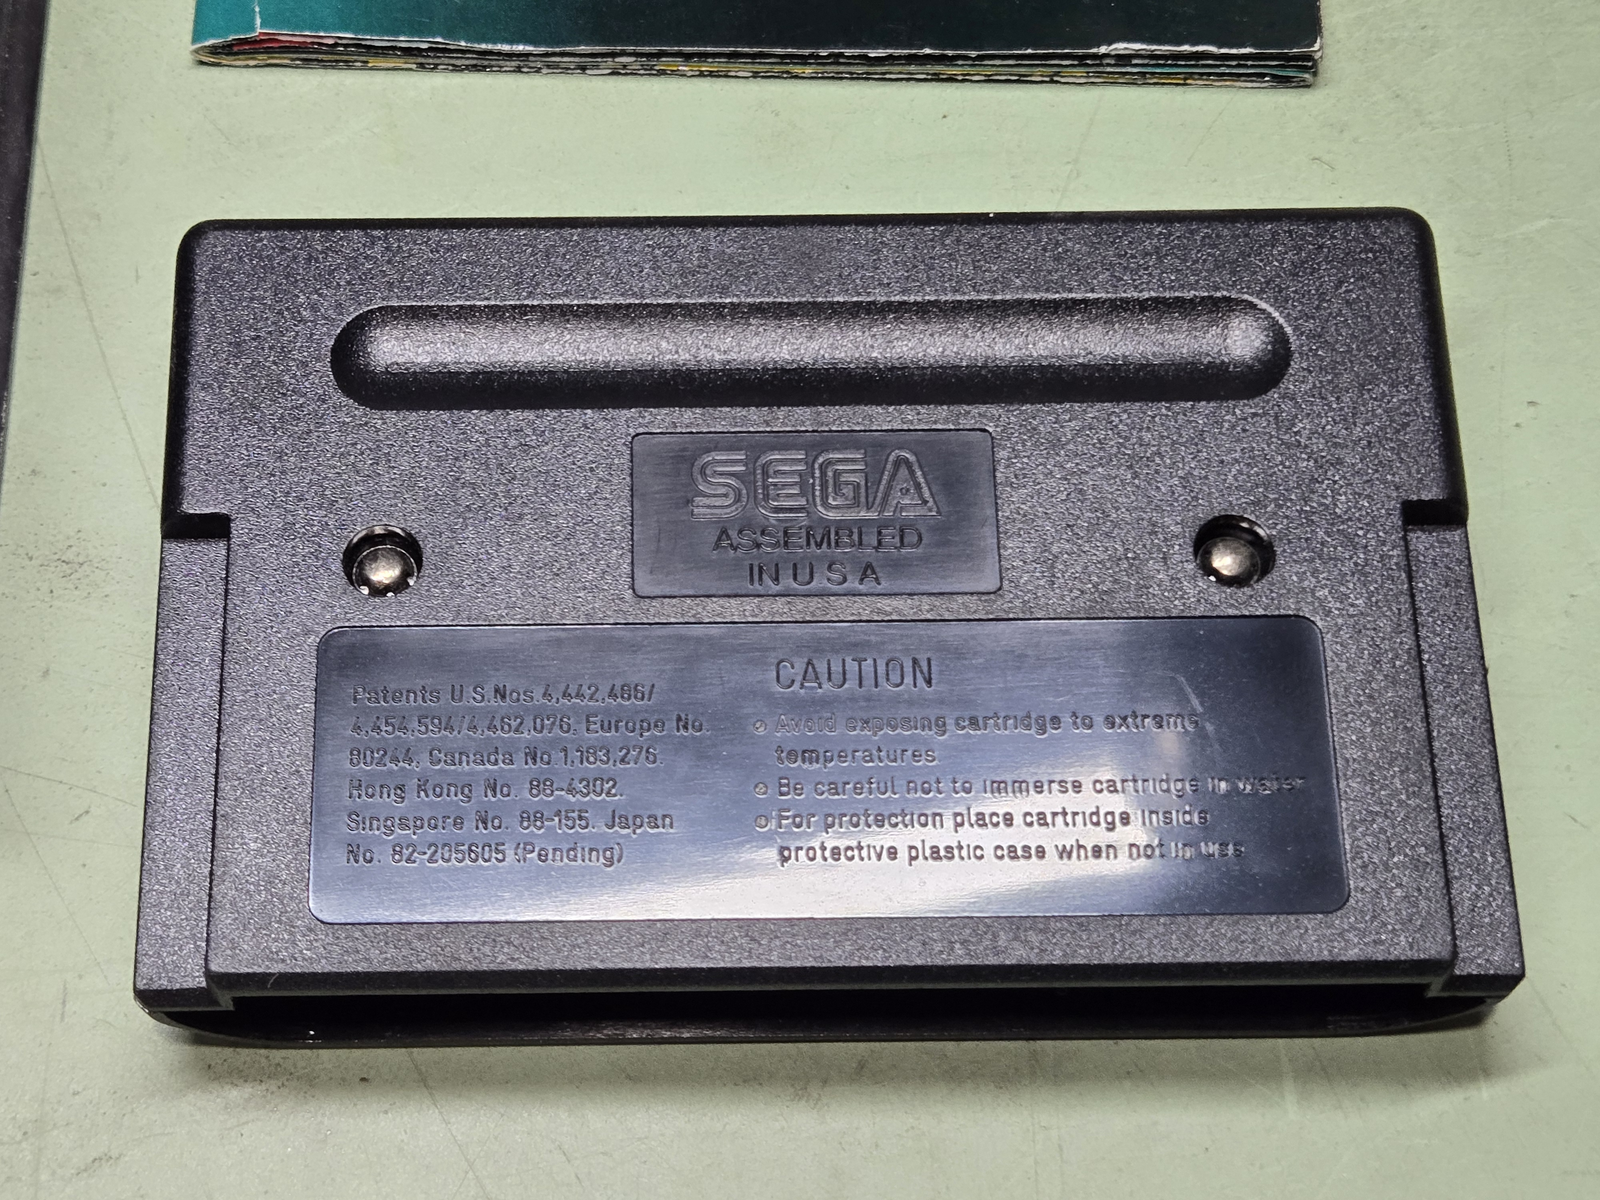 SEGA
ASSEMBLED
IN U S A
Patents U.S.Nos.4,442,486/
4,454,594/4,462,076, Europe No.
80244, Canada No.1,183,276.
Hong Kong No. 88-4302.
Singapore No. 88-155. Japan
No. 82-205605 (Pending)
CAUTION
Avoid exposing cartridge to extreme
temperatures
Be careful not to immerse cartridge in water
For protection place cartridge inside
protective plastic case when not in use